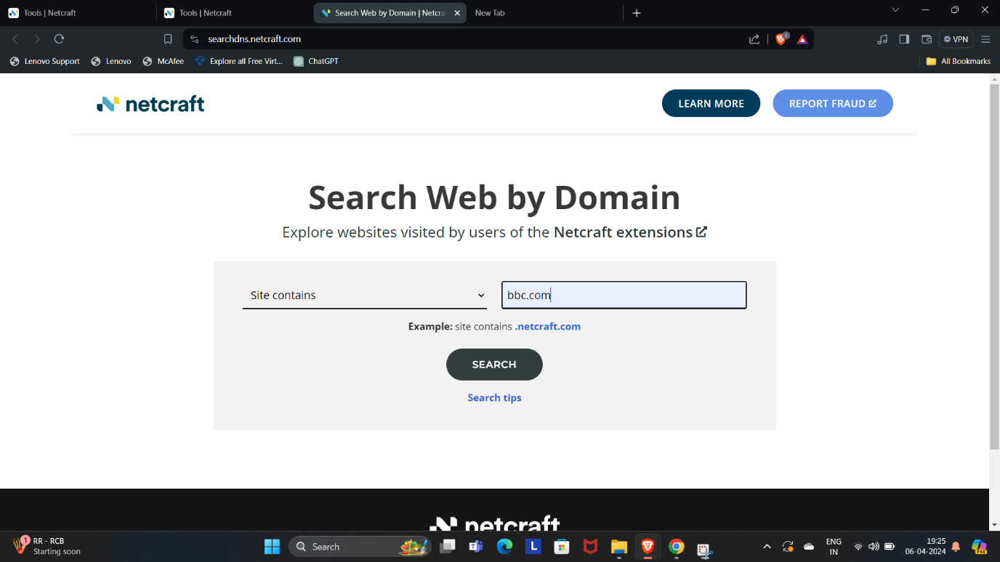 Tools | Netcraft
Tools | Netcraft
Search Web by Domain | Netcra
New Tab
searchdns.netcraft.com
1
VPN
Lenovo Support
Lenovo
McAfee
Explore all Free Virt...
ChatGPT
All Bookmarks
netcraft
LEARN MORE
REPORT FRAUD
Search Web by Domain
Explore websites visited by users of the Netcraft extensions
Site contains
bbc.com
Example: site contains .netcraft.com
SEARCH
Search tips
netcraft
1
RR - RCB
Starting soon
Search
L
ENG
IN
19:25
06-04-2024
PRE